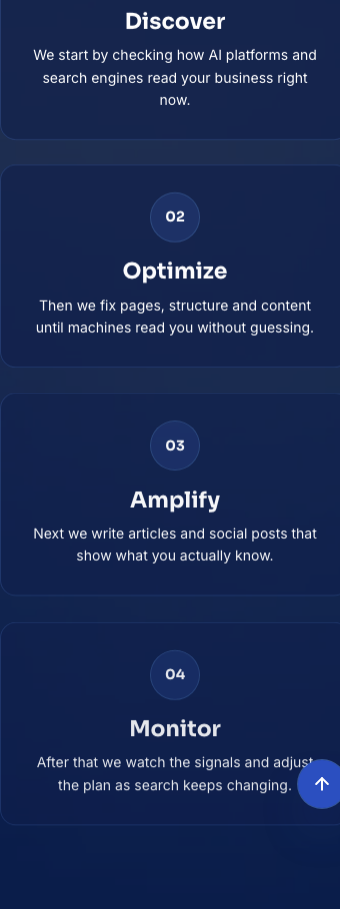 Discover
We start by checking how AI platforms and
search engines read your business right
now.
02
Optimize
Then we fix pages, structure and content
until machines read you without guessing.
03
Amplify
Next we write articles and social posts that
show what you actually know.
04
Monitor
After that we watch the signals and adjust
the plan as search keeps changing.